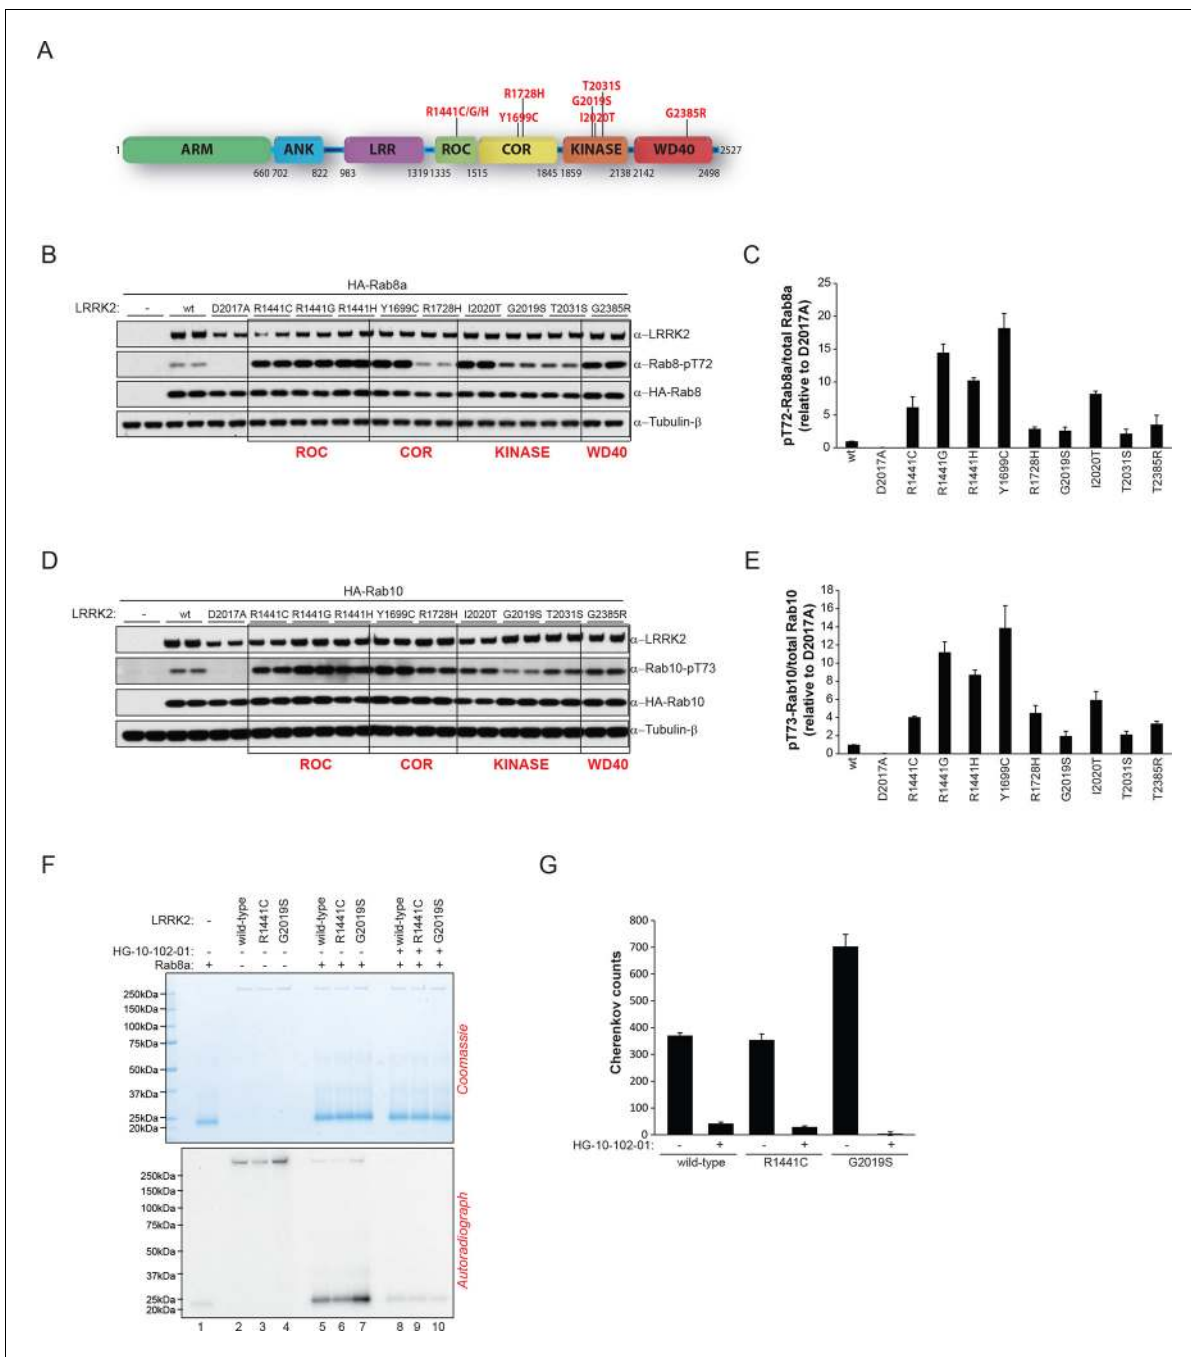 A
T2031S
R1728H
G2019S
R1441C/G/H
Y1699C
I2020T
G2385R
1 ARM ANK LRR ROC COR KINASE WD40 2527
660 702 822 983 1319 1335 1515 1845 1859 2138 2142 2498
B
HA-Rab8a
LRRK2: - wt D2017A R1441C R1441G R1441H Y1699C R1728H I2020T G2019S T2031S G2385R
α-LRRK2
α-Rab8-pT72
α-HA-Rab8
α-Tubulin-β
ROC COR KINASE WD40
C
pT72-Rab8a/total Rab8a
(relative to D2017A)
25
20
15
10
5
0
wt D2017A R1441C R1441G R1441H Y1699C R1728H G2019S I2020T T2031S T2385R
D
HA-Rab10
LRRK2: - wt D2017A R1441C R1441G R1441H Y1699C R1728H I2020T G2019S T2031S G2385R
α-LRRK2
α-Rab10-pT73
α-HA-Rab10
α-Tubulin-β
ROC COR KINASE WD40
E
pT73-Rab10/total Rab10
(relative to D2017A)
18
16
14
12
10
8
6
4
2
0
wt D2017A R1441C R1441G R1441H Y1699C R1728H G2019S I2020T T2031S T2385R
F
LRRK2: - wild-type R1441C G2019S wild-type R1441C G2019S wild-type R1441C G2019S
HG-10-102-01: - - - - - - - + + +
Rab8a: + - - - + + + + + +
250kDa
150kDa
100kDa
75kDa
50kDa
37kDa
25kDa
20kDa
Coomassie
250kDa
150kDa
100kDa
75kDa
50kDa
37kDa
25kDa
20kDa
Autoradiograph
1 2 3 4 5 6 7 8 9 10
G
Cherenkov counts
800
700
600
500
400
300
200
100
0
HG-10-102-01: - + - + - +
wild-type R1441C G2019S